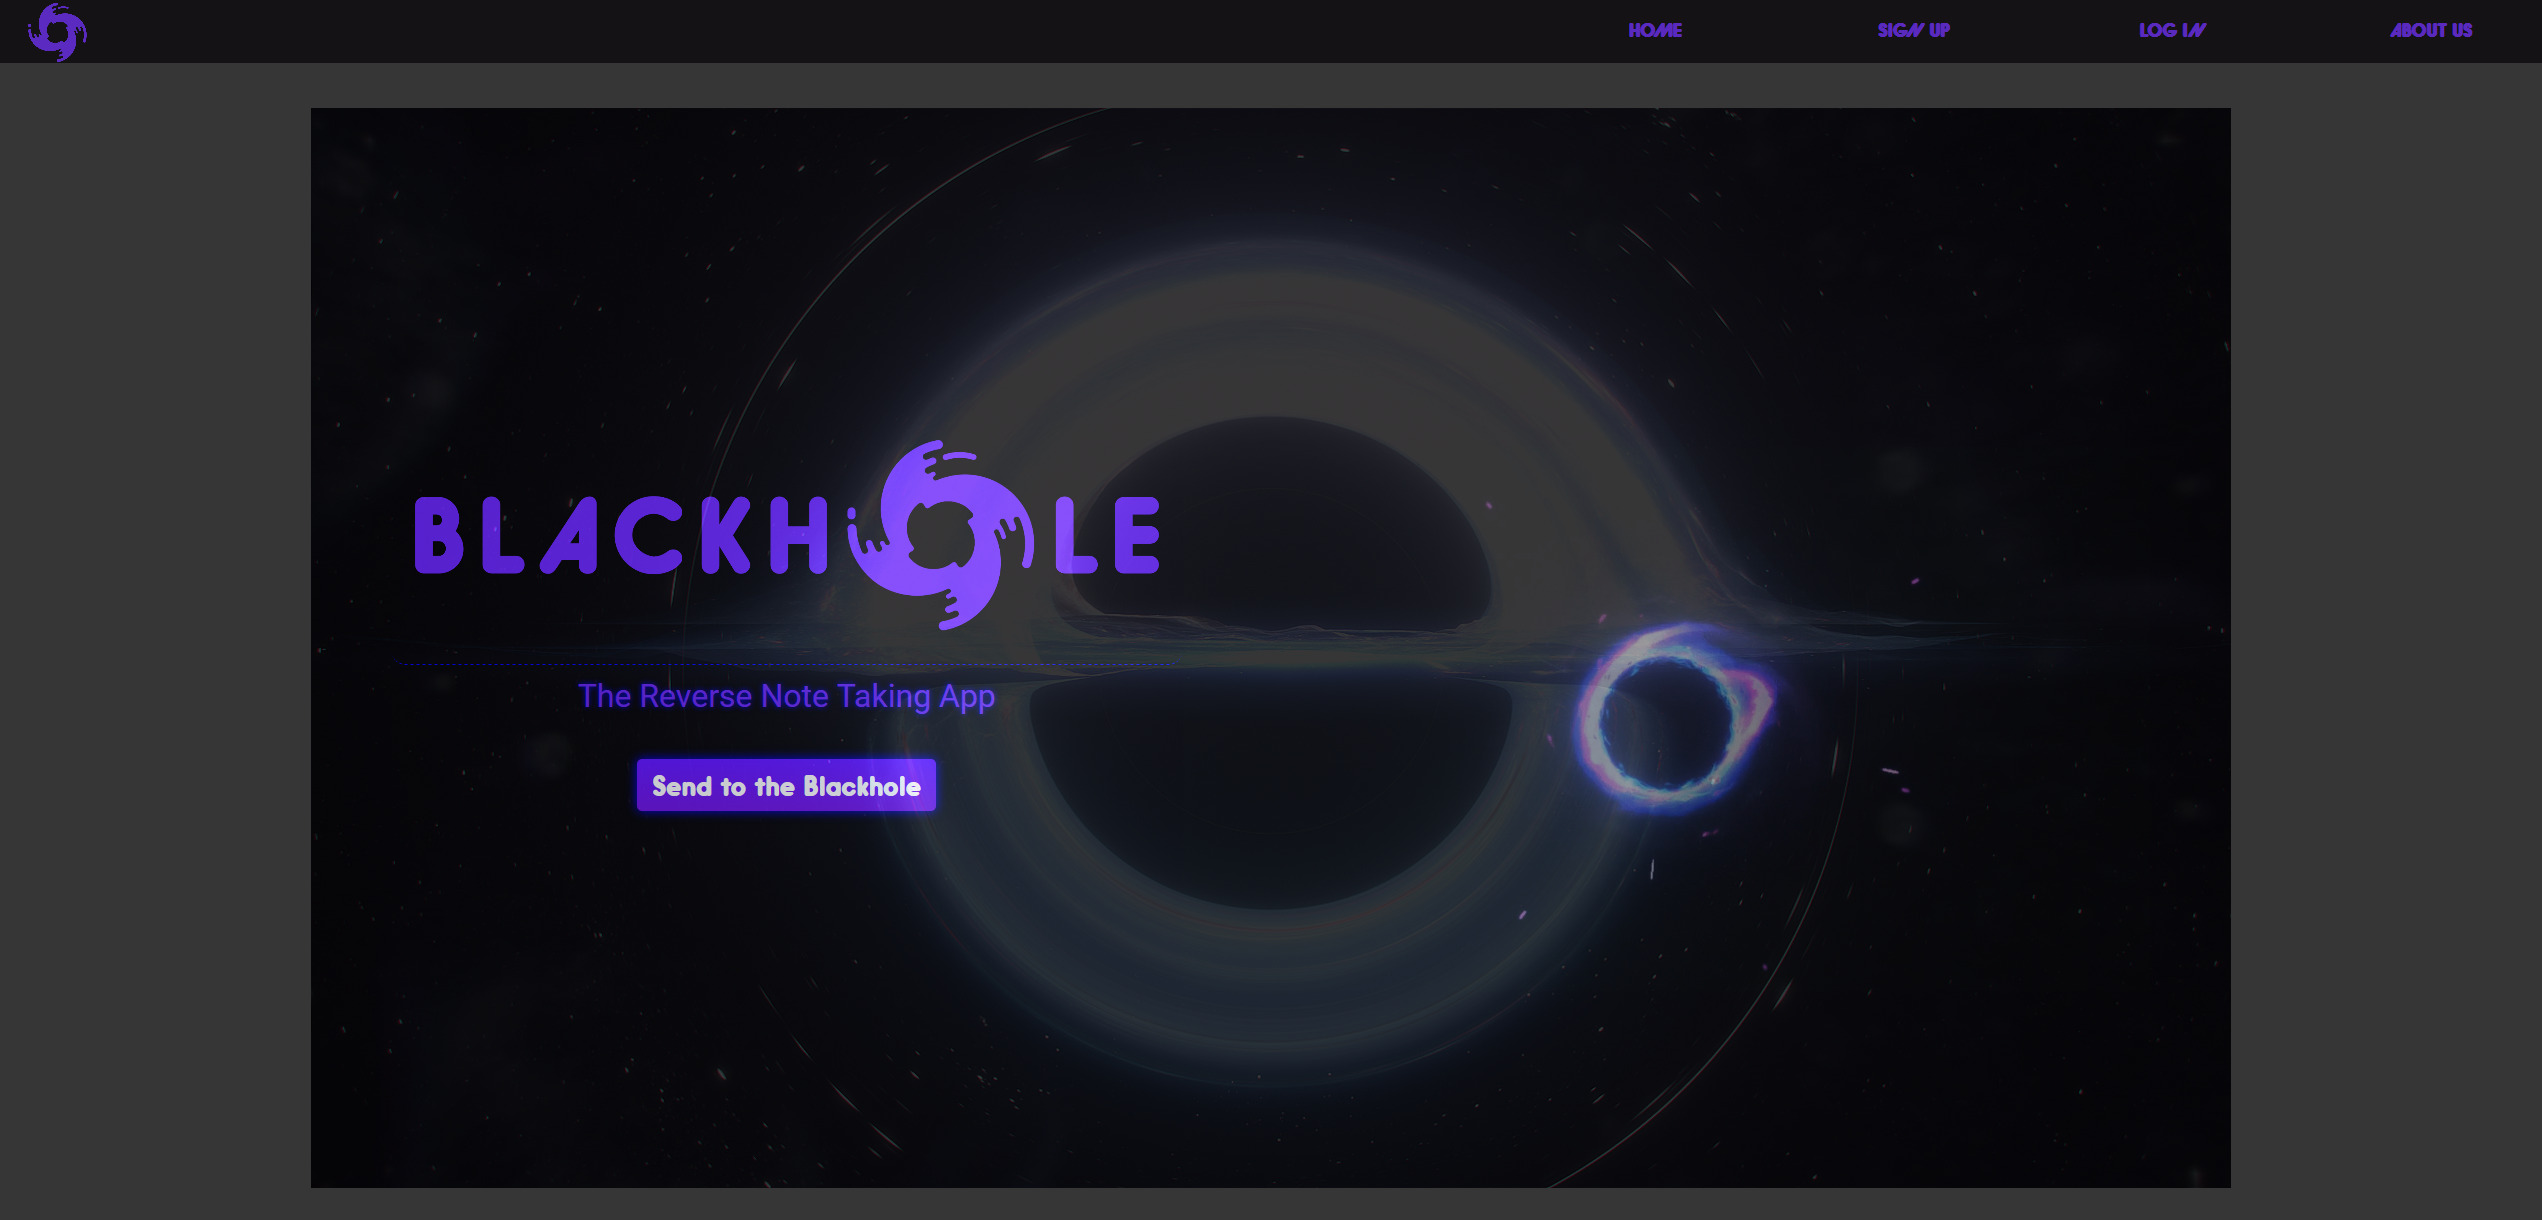 HOME SIGN UP LOG IN ABOUT US
BLACKHOLE
The Reverse Note Taking App
Send to the Blackhole